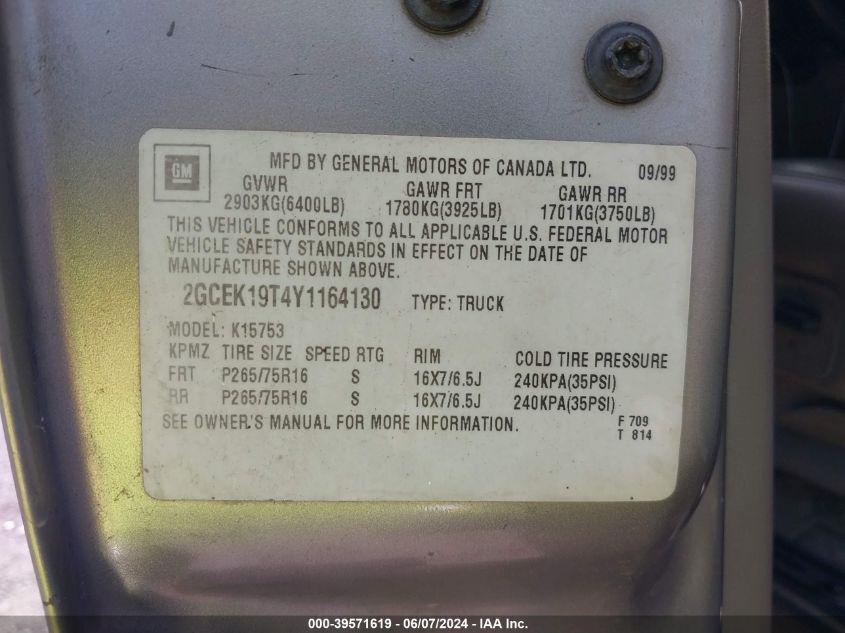 GM
MFD BY GENERAL MOTORS OF CANADA LTD. 09/99
GVWR GAWR FRT GAWR RR
2903KG(6400LB) 1780KG(3925LB) 1701KG(3750LB)
THIS VEHICLE CONFORMS TO ALL APPLICABLE U.S. FEDERAL MOTOR
VEHICLE SAFETY STANDARDS IN EFFECT ON THE DATE OF
MANUFACTURE SHOWN ABOVE.
2GCEK19T4Y1164130 TYPE: TRUCK
MODEL: K15753
KPMZ TIRE SIZE SPEED RTG RIM COLD TIRE PRESSURE
FRT P265/75R16 S 16X7/6.5J 240KPA(35PSI)
RR P265/75R16 S 16X7/6.5J 240KPA(35PSI)
SEE OWNER'S MANUAL FOR MORE INFORMATION. F 709
T 814
000-39571619 - 06/07/2024 - IAA Inc.